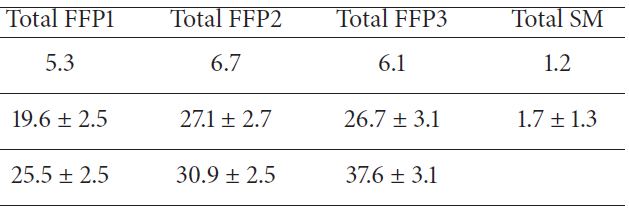 Total FFP1 Total FFP2 Total FFP3 Total SM
5.3 6.7 6.1 1.2
19.6 ± 2.5 27.1 ± 2.7 26.7 ± 3.1 1.7 ± 1.3
25.5 ± 2.5 30.9 ± 2.5 37.6 ± 3.1